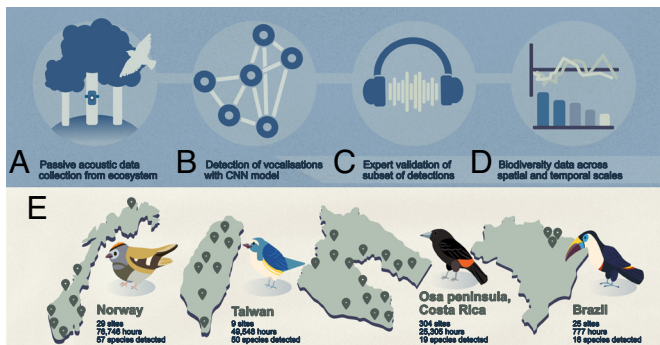 A
Passive acoustic data
collection from ecosystem
B
Detection of vocalisations
with CNN model
C
Expert validation of
subset of detections
D
Biodiversity data across
spatial and temporal scales
E
Norway
29 sites
76,746 hours
57 species detected
Taiwan
9 sites
49,546 hours
50 species detected
Osa peninsula,
Costa Rica
304 sites
25,305 hours
19 species detected
Brazil
25 sites
777 hours
16 species detected